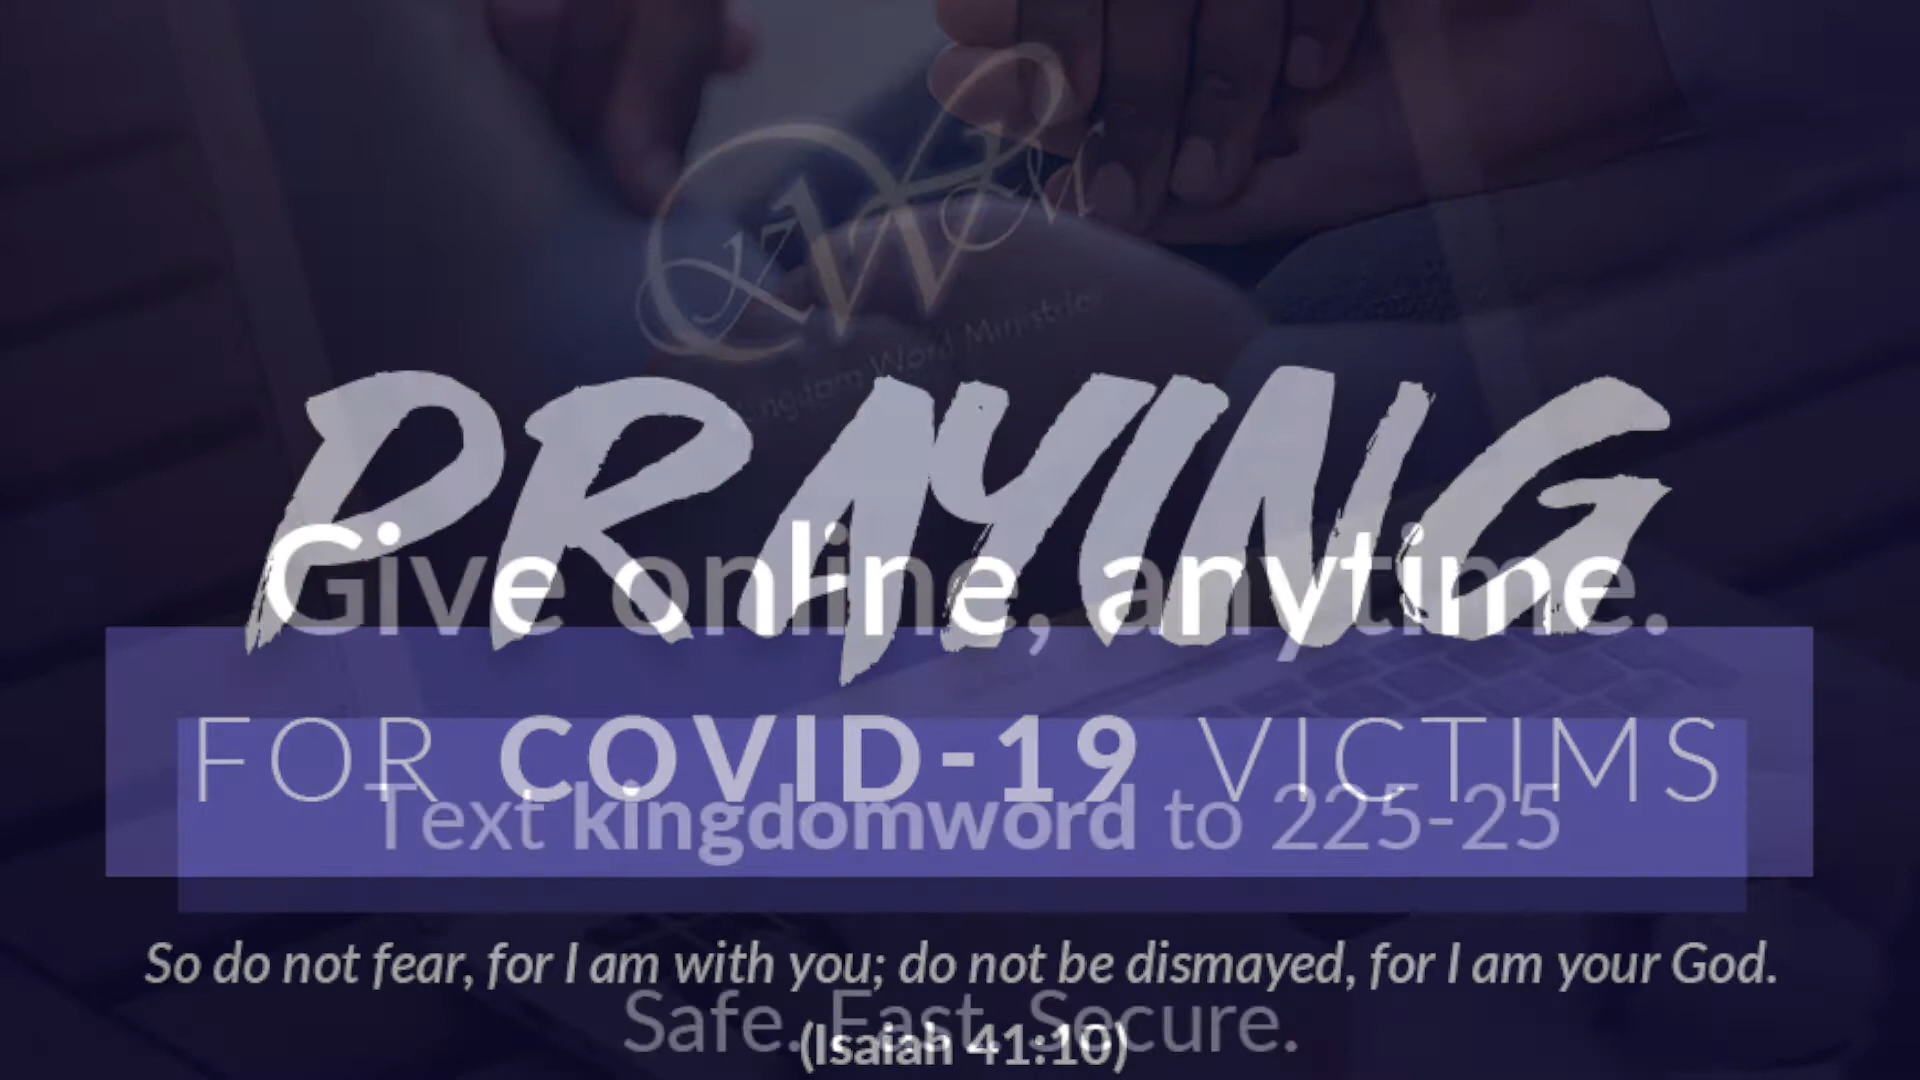 KWM
Kingdom Word Ministries
PRAYING
Give online, anytime.
FOR COVID-19 VICTIMS
Text kingdomword to 225-25
So do not fear, for I am with you; do not be dismayed, for I am your God.
Safe. Fast. Secure.
(Isaiah 41:10)